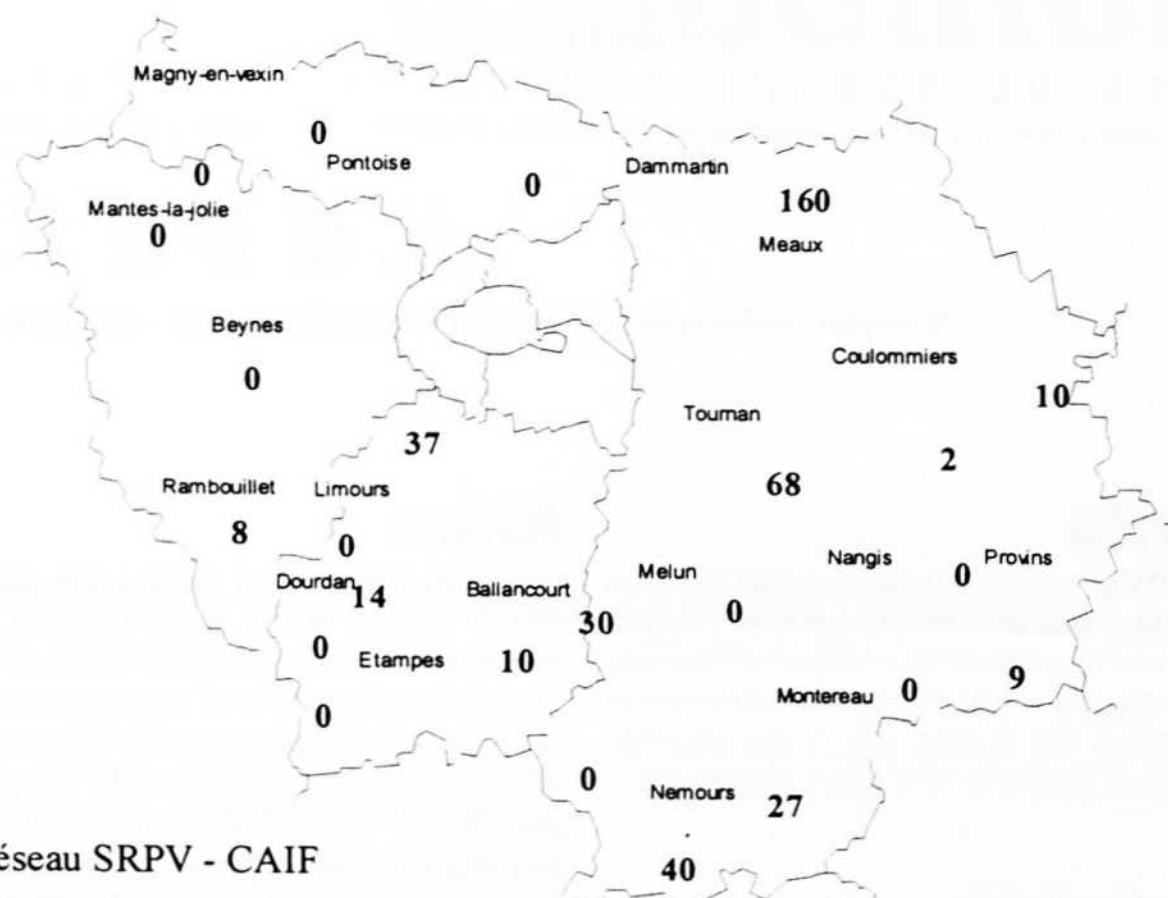 Magny-en-vexin
0
Pontoise
0
0
Dammartin
160
Mantes-la-jolie
0
Meaux
Beynes
0
Coulommiers
10
Tournan
37
2
68
Rambouillet
Limours
8
0
Nangis
Provins
0
Melun
Dourdan
14
Ballancourt
30
0
0
Etampes
10
9
Montereau
0
0
0
Nemours
27
40
éseau SRPV - CAIF